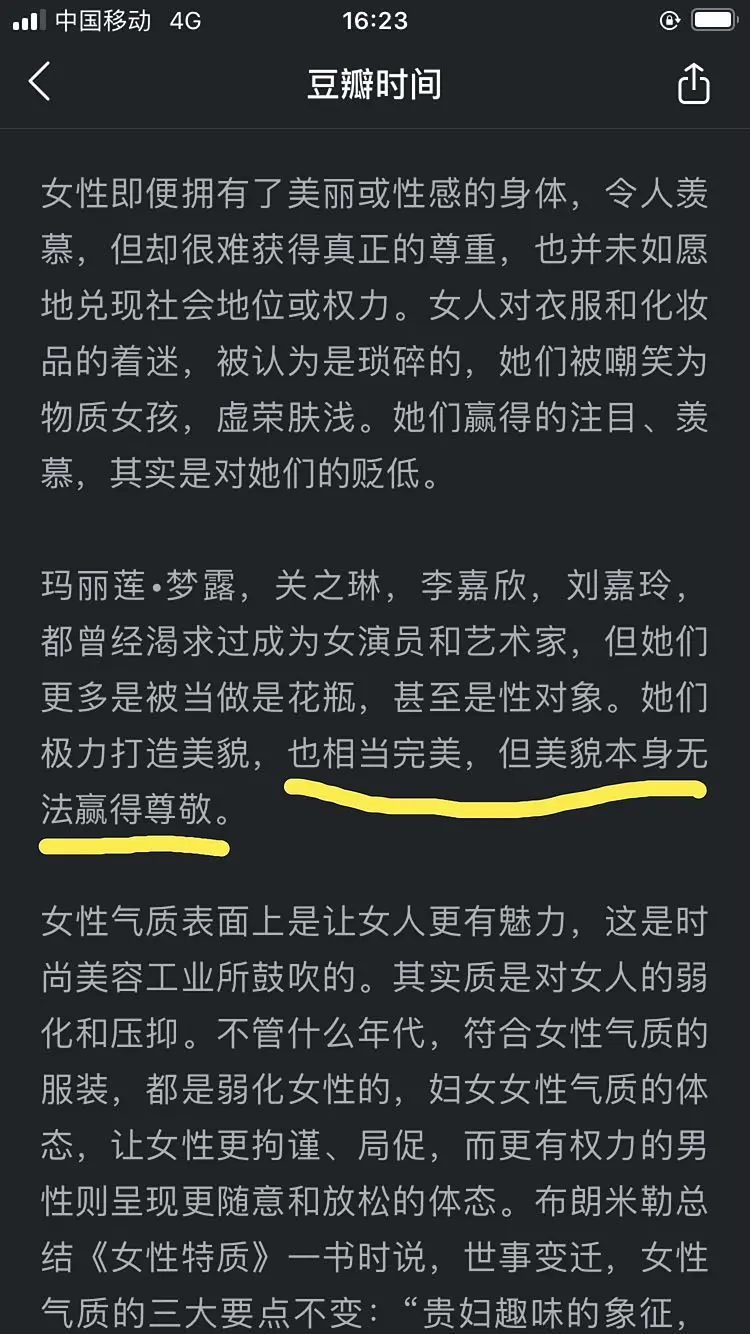 中国移动 4G 16:23
豆瓣时间
女性即便拥有了美丽或性感的身体，令人羡
慕，但却很难获得真正的尊重，也并未如愿
地兑现社会地位或权力。女人对衣服和化妆
品的着迷，被认为是琐碎的，她们被嘲笑为
物质女孩，虚荣肤浅。她们赢得的注目、羡
慕，其实是对她们的贬低。
玛丽莲•梦露，关之琳，李嘉欣，刘嘉玲，
都曾经渴求过成为女演员和艺术家，但她们
更多是被当做是花瓶，甚至是性对象。她们
极力打造美貌，也相当完美，但美貌本身无
法赢得尊敬。
女性气质表面上是让女人更有魅力，这是时
尚美容工业所鼓吹的。其实质是对女人的弱
化和压抑。不管什么年代，符合女性气质的
服装，都是弱化女性的，妇女女性气质的体
态，让女性更拘谨、局促，而更有权力的男
性则呈现更随意和放松的体态。布朗米勒总
结《女性特质》一书时说，世事变迁，女性
气质的三大要点不变：“贵妇趣味的象征，